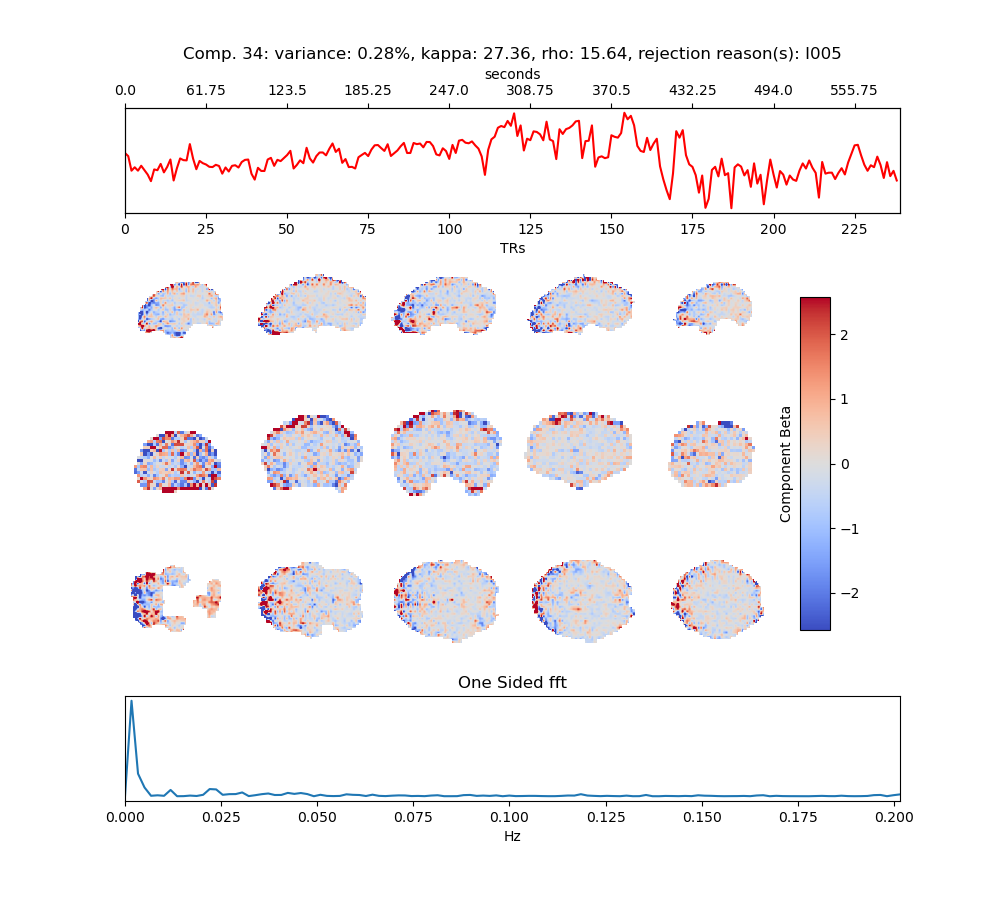 Comp. 34: variance: 0.28%, kappa: 27.36, rho: 15.64, rejection reason(s): I005
seconds
0.0 61.75 123.5 185.25 247.0 308.75 370.5 432.25 494.0 555.75
0 25 50 75 100 125 150 175 200 225
TRs
2
1
0
−1
−2
Component Beta
One Sided fft
0.000 0.025 0.050 0.075 0.100 0.125 0.150 0.175 0.200
Hz